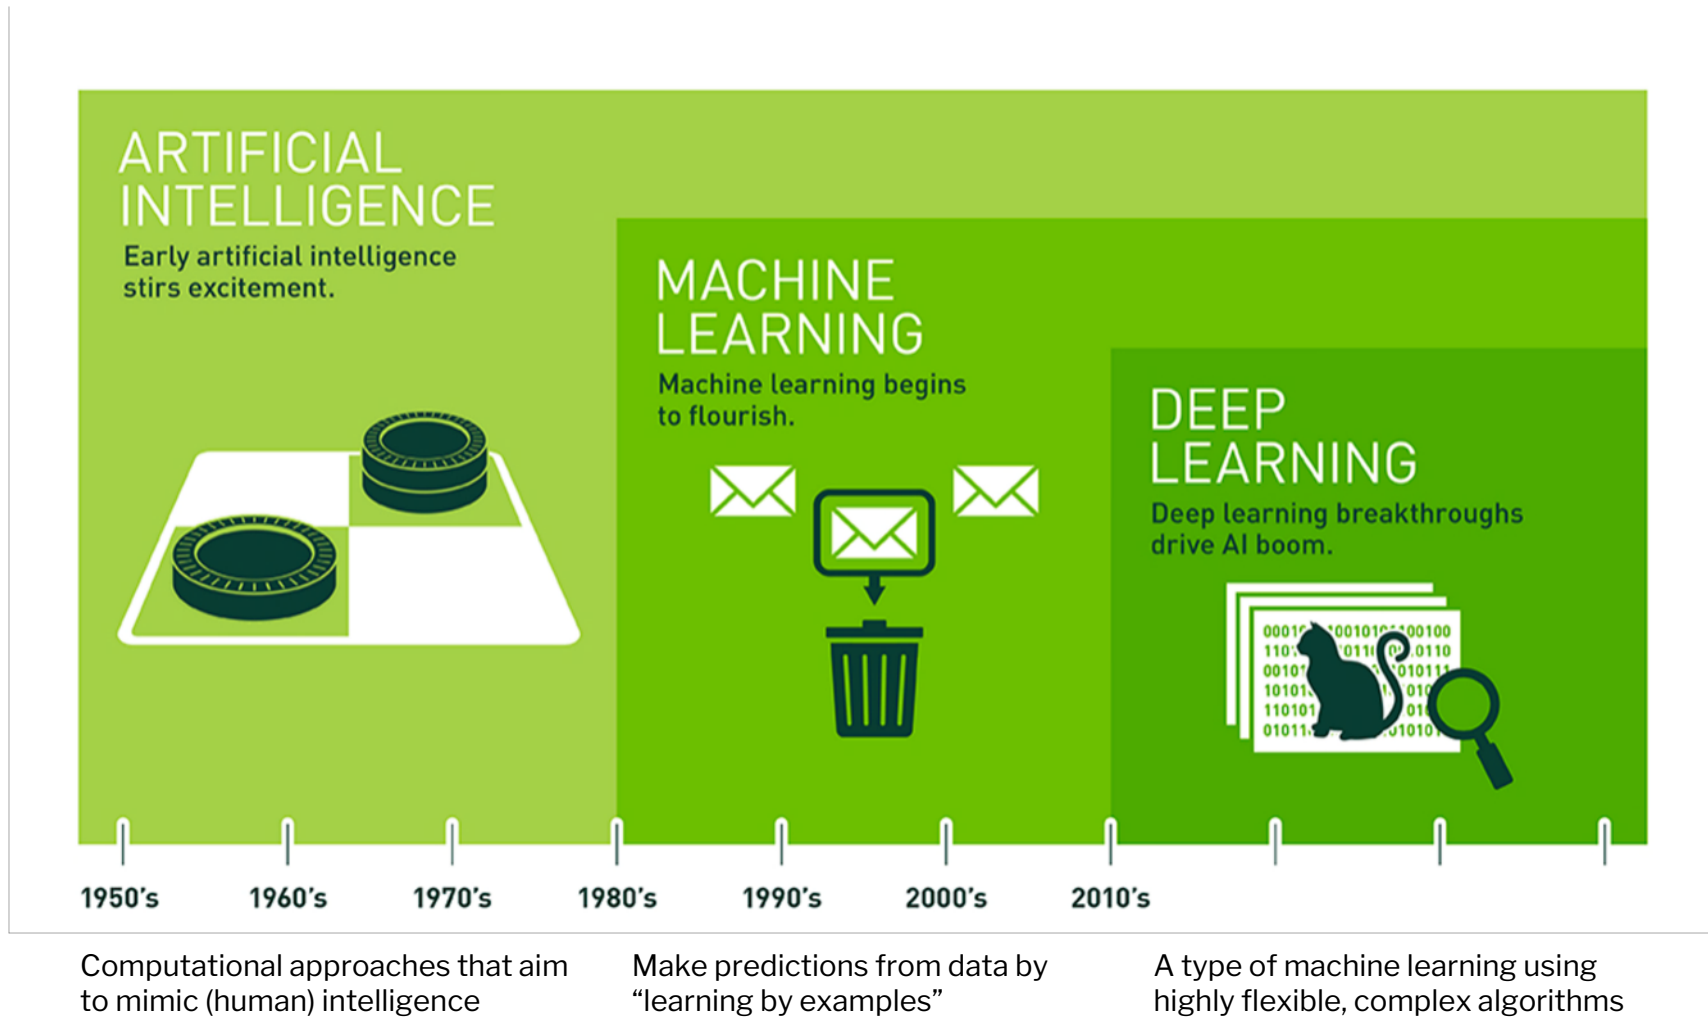 ARTIFICIAL
INTELLIGENCE
Early artificial intelligence
stirs excitement.
MACHINE
LEARNING
Machine learning begins
to flourish.
DEEP
LEARNING
Deep learning breakthroughs
drive AI boom.
1950's
1960's
1970's
1980's
1990's
2000's
2010's
Computational approaches that aim
to mimic (human) intelligence
Make predictions from data by
“learning by examples”
A type of machine learning using
highly flexible, complex algorithms